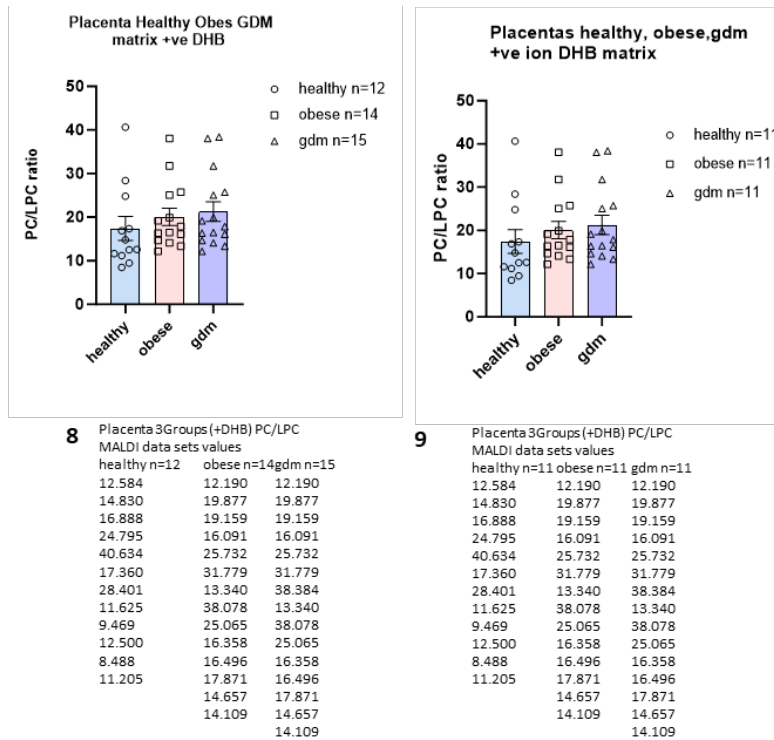 Placenta Healthy Obes GDM
matrix +ve DHB
50
40
30
20
10
0
PC/LPC ratio
healthy
obese
gdm
healthy n=12
obese n=14
gdm n=15
Placentas healthy, obese,gdm
+ve ion DHB matrix
50
40
30
20
10
0
PC/LPC ratio
healthy
obese
gdm
healthy n=11
obese n=11
gdm n=11
8
Placenta 3Groups (+DHB) PC/LPC
MALDI data sets values
healthy n=12 obese n=14gdm n=15
12.584 12.190 12.190
14.830 19.877 19.877
16.888 19.159 19.159
24.795 16.091 16.091
40.634 25.732 25.732
17.360 31.779 31.779
28.401 13.340 38.384
11.625 38.078 13.340
9.469 25.065 38.078
12.500 16.358 25.065
8.488 16.496 16.358
11.205 17.871 16.496
14.657 17.871
14.109 14.657
14.109
9
Placenta 3Groups (+DHB) PC/LPC
MALDI data sets values
healthy n=11 obese n=11 gdm n=11
12.584 12.190 12.190
14.830 19.877 19.877
16.888 19.159 19.159
24.795 16.091 16.091
40.634 25.732 25.732
17.360 31.779 31.779
28.401 13.340 38.384
11.625 38.078 13.340
9.469 25.065 38.078
12.500 16.358 25.065
8.488 16.496 16.358
11.205 17.871 16.496
14.657 17.871
14.109 14.657
14.109